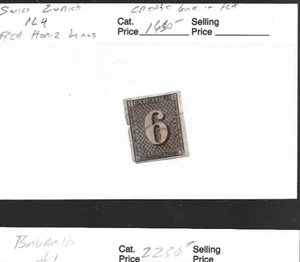 Swiss Zurich
1L4
Red Horiz Lines
Cat.
Price 1650
Selling
Price
6
Bavaria
#1
Cat.
Price 2250
Selling
Price